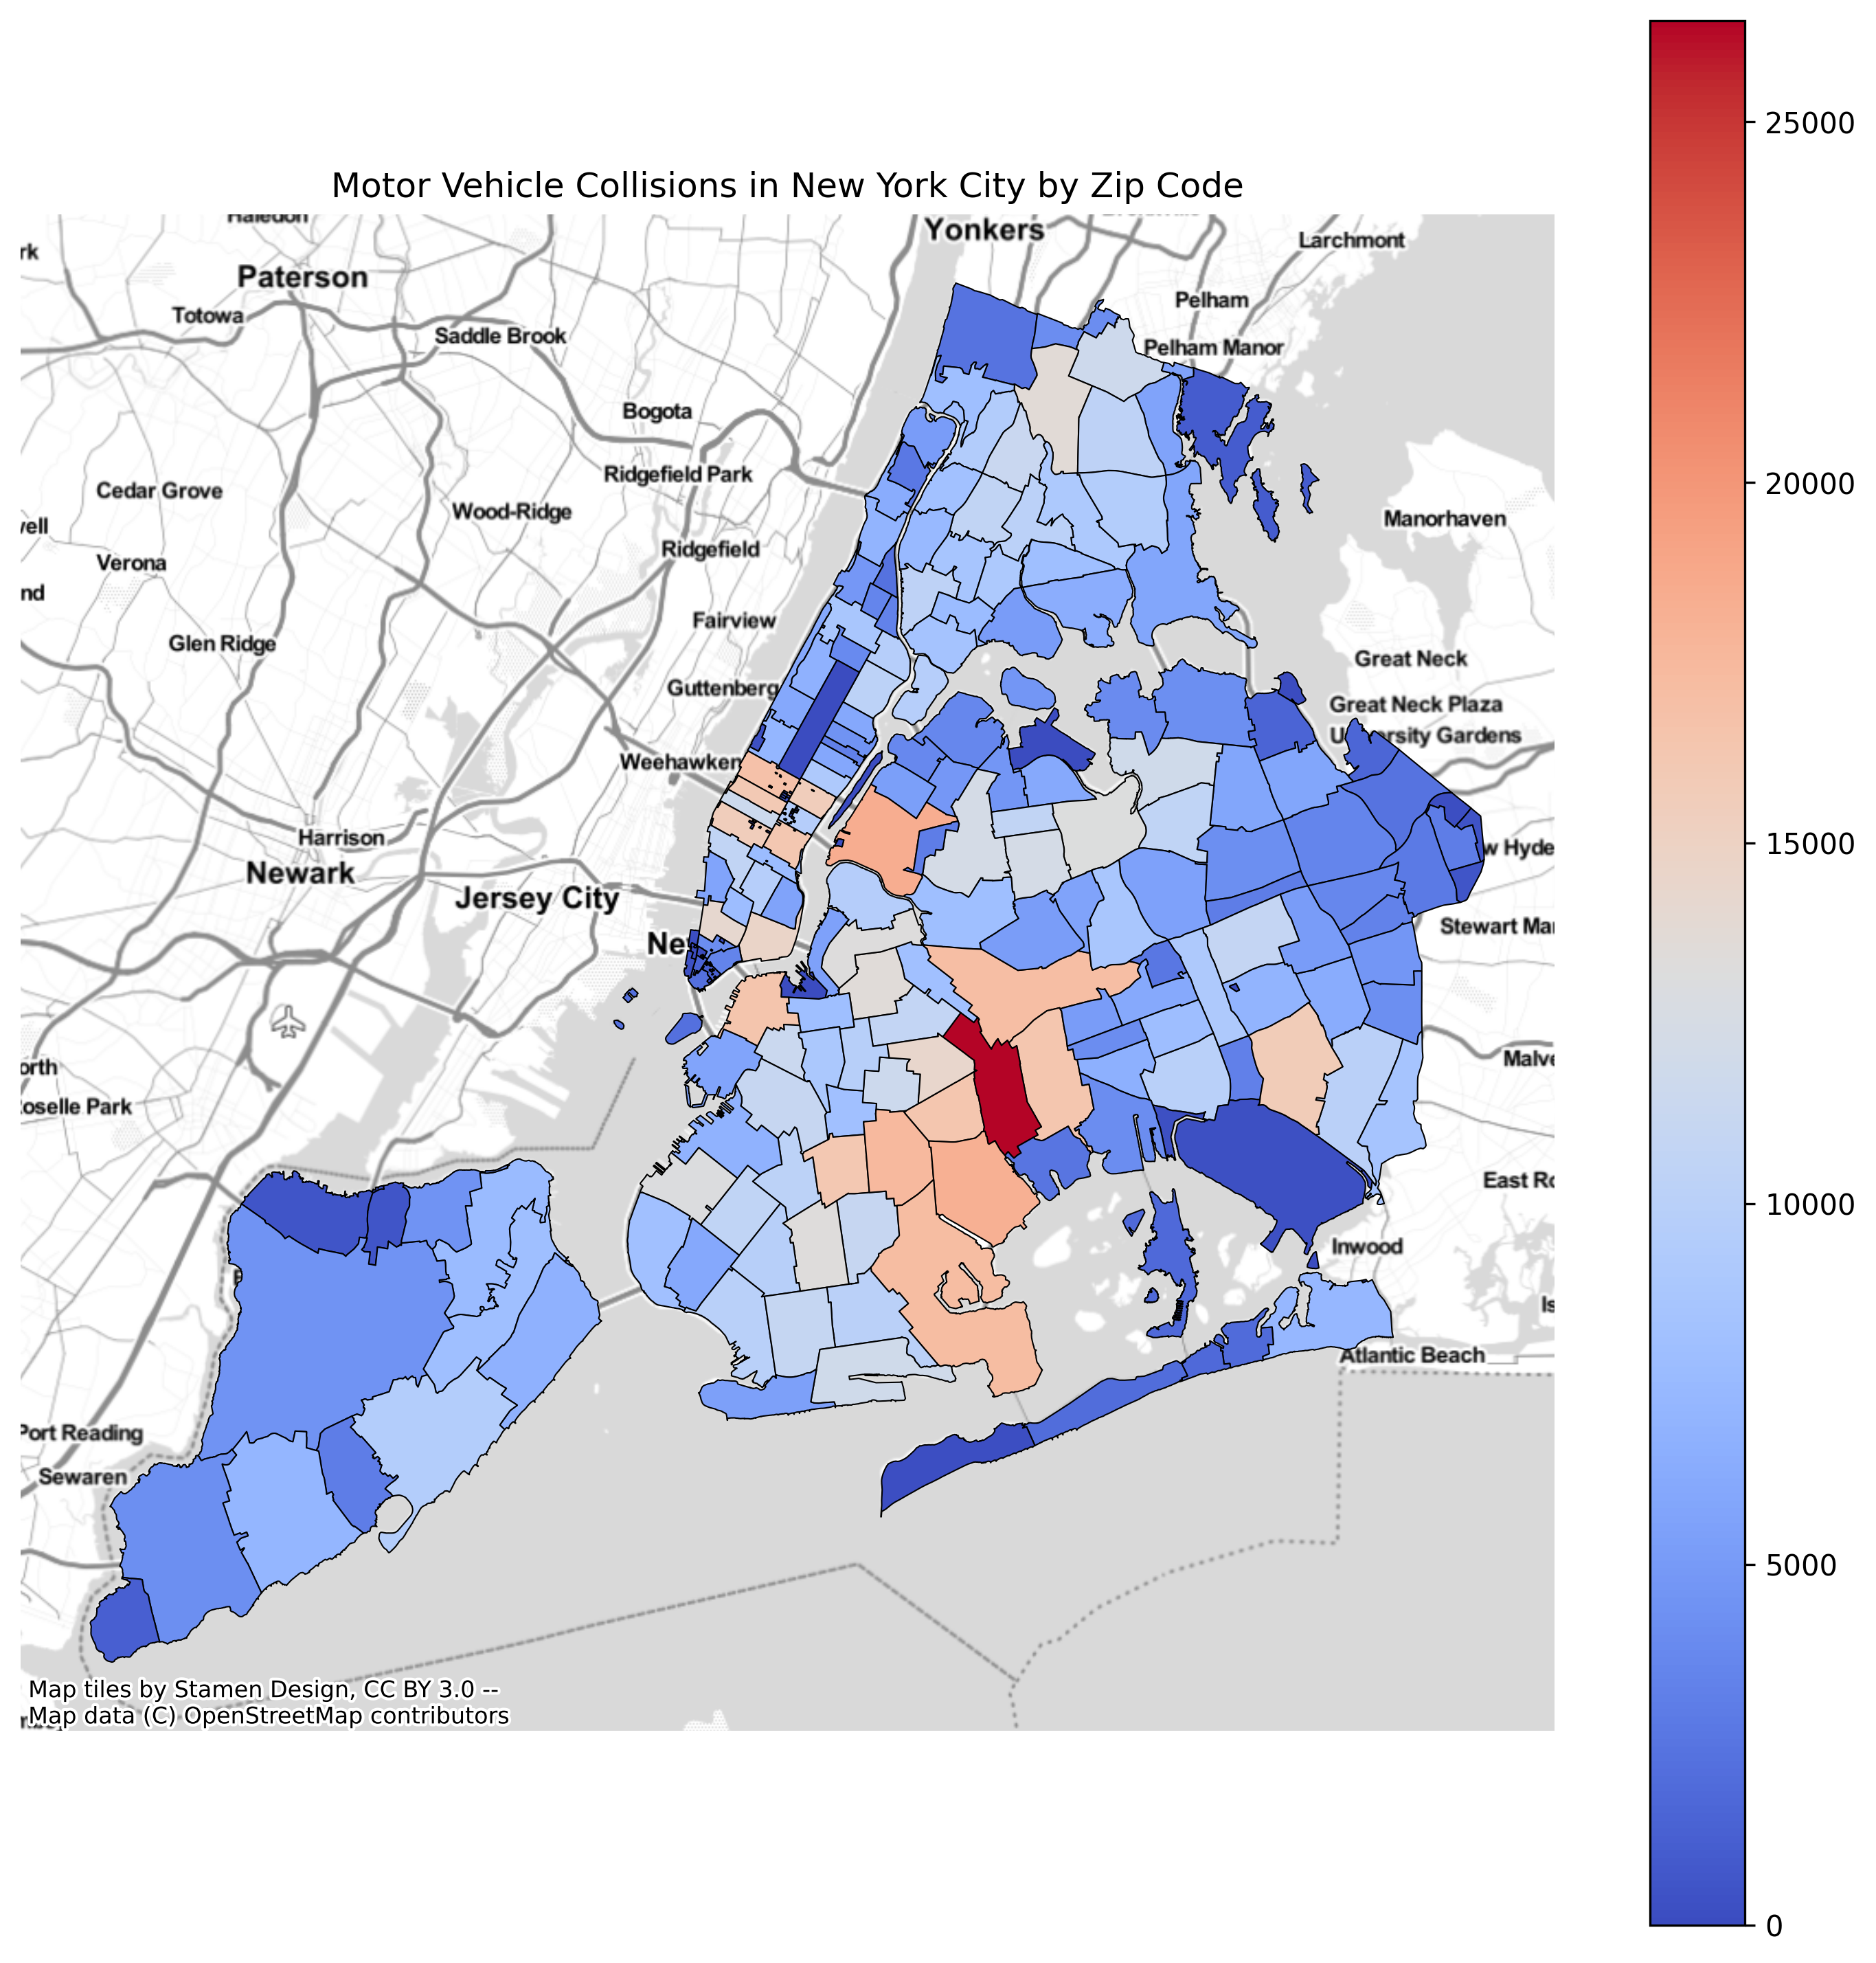 Motor Vehicle Collisions in New York City by Zip Code
25000
20000
15000
10000
5000
0
Haledon
Yonkers
Larchmont
rk
Paterson
Pelham
Totowa
Saddle Brook
Pelham Manor
Bogota
Ridgefield Park
Cedar Grove
Wood-Ridge
Manorhaven
vell
Ridgefield
Verona
nd
Fairview
Glen Ridge
Great Neck
Guttenberg
Great Neck Plaza
University Gardens
Weehawken
Harrison
w Hyde
Newark
Jersey City
Stewart Ma
Ne
orth
Malve
oselle Park
East Ro
Inwood
Is
Atlantic Beach
Port Reading
Sewaren
Map tiles by Stamen Design, CC BY 3.0 --
Map data (C) OpenStreetMap contributors